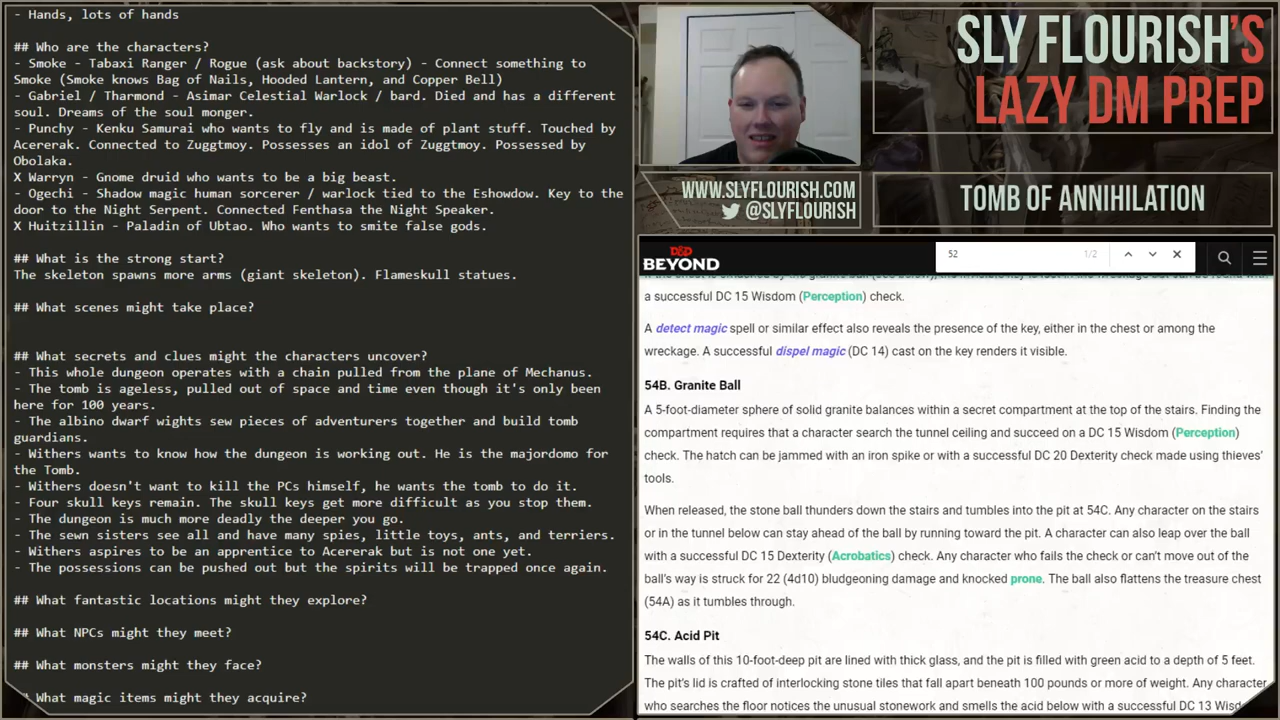 - Hands, lots of hands
## Who are the characters?
- Smoke - Tabaxi Ranger / Rogue (ask about backstory) - Connect something to
Smoke (Smoke knows Bag of Nails, Hooded Lantern, and Copper Bell)
- Gabriel / Tharmond - Asimar Celestial Warlock / bard. Died and has a different
soul. Dreams of the soul monger.
- Punchy - Kenku Samurai who wants to fly and is made of plant stuff. Touched by
Acererak. Connected to Zuggtmoy. Possesses an idol of Zuggtmoy. Possessed by
Obolaka.
X Warryn - Gnome druid who wants to be a big beast.
- Ogechi - Shadow magic human sorcerer / warlock tied to the Eshowdow. Key to the
door to the Night Serpent. Connected Fenthasa the Night Speaker.
X Huitzillin - Paladin of Ubtao. Who wants to smite false gods.
## What is the strong start?
The skeleton spawns more arms (giant skeleton). Flameskull statues.
## What scenes might take place?
## What secrets and clues might the characters uncover?
- This whole dungeon operates with a chain pulled from the plane of Mechanus.
- The tomb is ageless, pulled out of space and time even though it's only been
here for 100 years.
- The albino dwarf wights sew pieces of adventurers together and build tomb
guardians.
- Withers wants to know how the dungeon is working out. He is the majordomo for
the Tomb.
- Withers doesn't want to kill the PCs himself, he wants the tomb to do it.
- Four skull keys remain. The skull keys get more difficult as you stop them.
- The dungeon is much more deadly the deeper you go.
- The sewn sisters see all and have many spies, little toys, ants, and terriers.
- Withers aspires to be an apprentice to Acererak but is not one yet.
- The possessions can be pushed out but the spirits will be trapped once again.
## What fantastic locations might they explore?
## What NPCs might they meet?
## What monsters might they face?
What magic items might they acquire?
SLY FLOURISH'S
LAZY DM PREP
WWW.SLYFLOURISH.COM
@SLYFLOURISH
TOMB OF ANNIHILATION
D&D
BEYOND
52
1/2
a successful DC 15 Wisdom (Perception) check.
A detect magic spell or similar effect also reveals the presence of the key, either in the chest or among the
wreckage. A successful dispel magic (DC 14) cast on the key renders it visible.
54B. Granite Ball
A 5-foot-diameter sphere of solid granite balances within a secret compartment at the top of the stairs. Finding the
compartment requires that a character search the tunnel ceiling and succeed on a DC 15 Wisdom (Perception)
check. The hatch can be jammed with an iron spike or with a successful DC 20 Dexterity check made using thieves'
tools.
When released, the stone ball thunders down the stairs and tumbles into the pit at 54C. Any character on the stairs
or in the tunnel below can stay ahead of the ball by running toward the pit. A character can also leap over the ball
with a successful DC 15 Dexterity (Acrobatics) check. Any character who fails the check or can't move out of the
ball's way is struck for 22 (4d10) bludgeoning damage and knocked prone. The ball also flattens the treasure chest
(54A) as it tumbles through.
54C. Acid Pit
The walls of this 10-foot-deep pit are lined with thick glass, and the pit is filled with green acid to a depth of 5 feet.
The pit's lid is crafted of interlocking stone tiles that fall apart beneath 100 pounds or more of weight. Any character
who searches the floor notices the unusual stonework and smells the acid below with a successful DC 13